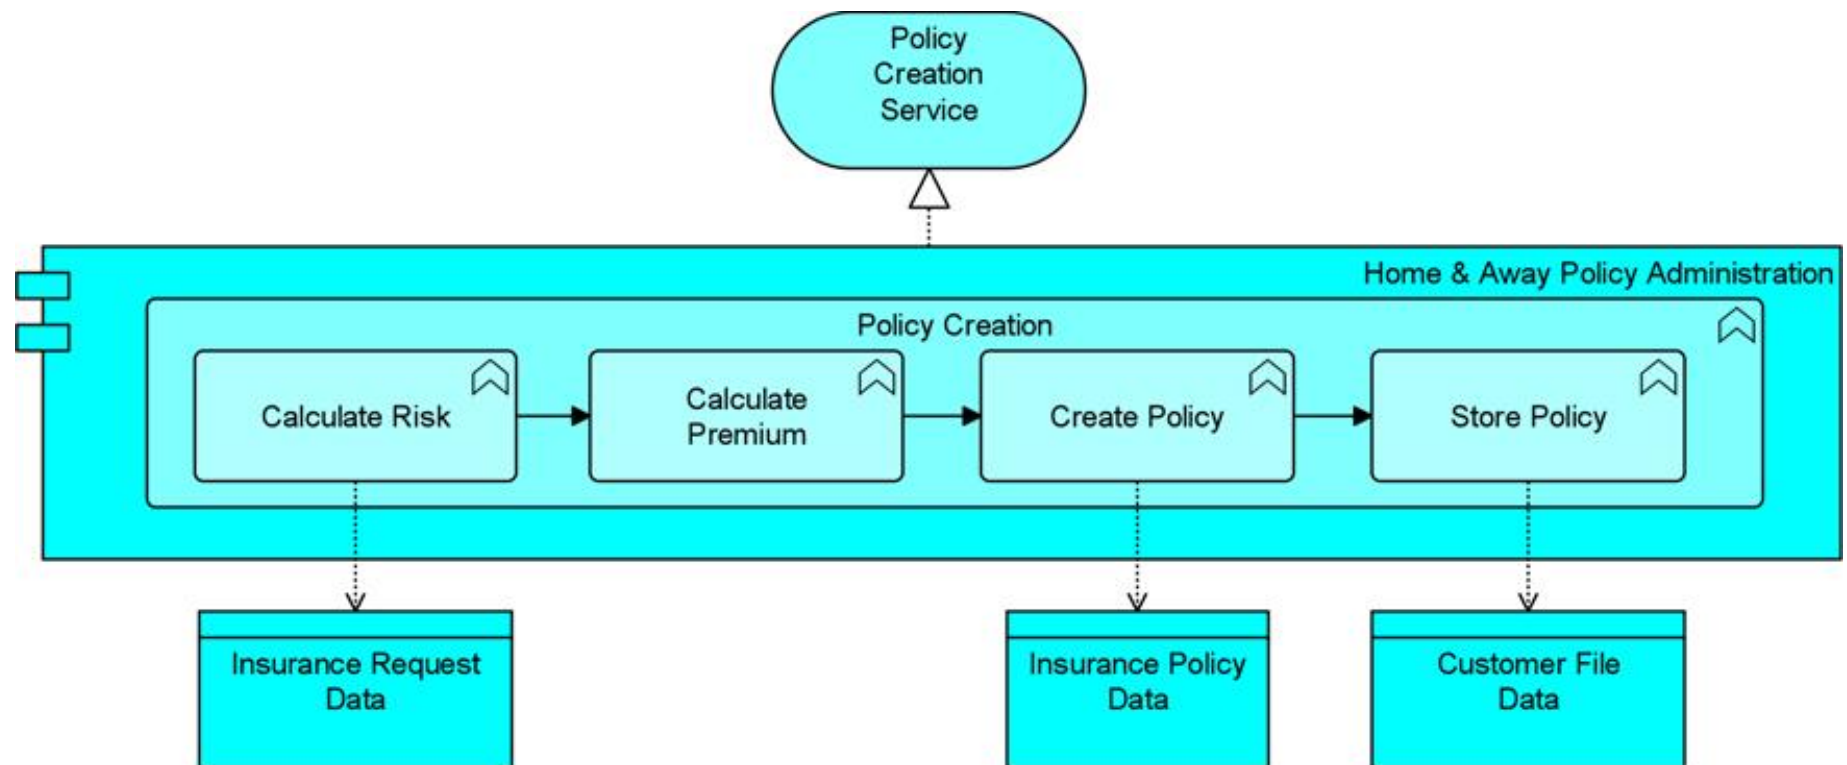 Policy
Creation
Service
Home & Away Policy Administration
Policy Creation
Calculate Risk
Calculate
Premium
Create Policy
Store Policy
Insurance Request
Data
Insurance Policy
Data
Customer File
Data